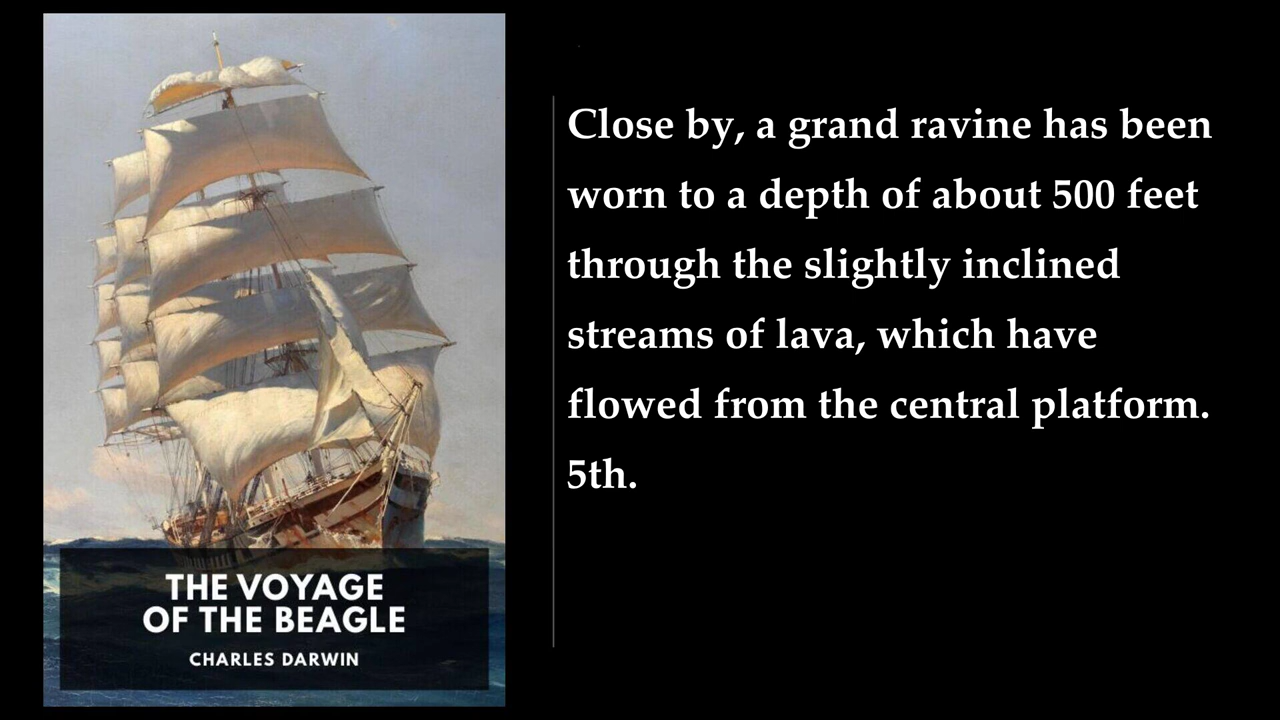 Close by, a grand ravine has been
worn to a depth of about 500 feet
through the slightly inclined
streams of lava, which have
flowed from the central platform.
5th.
THE VOYAGE
OF THE BEAGLE
CHARLES DARWIN